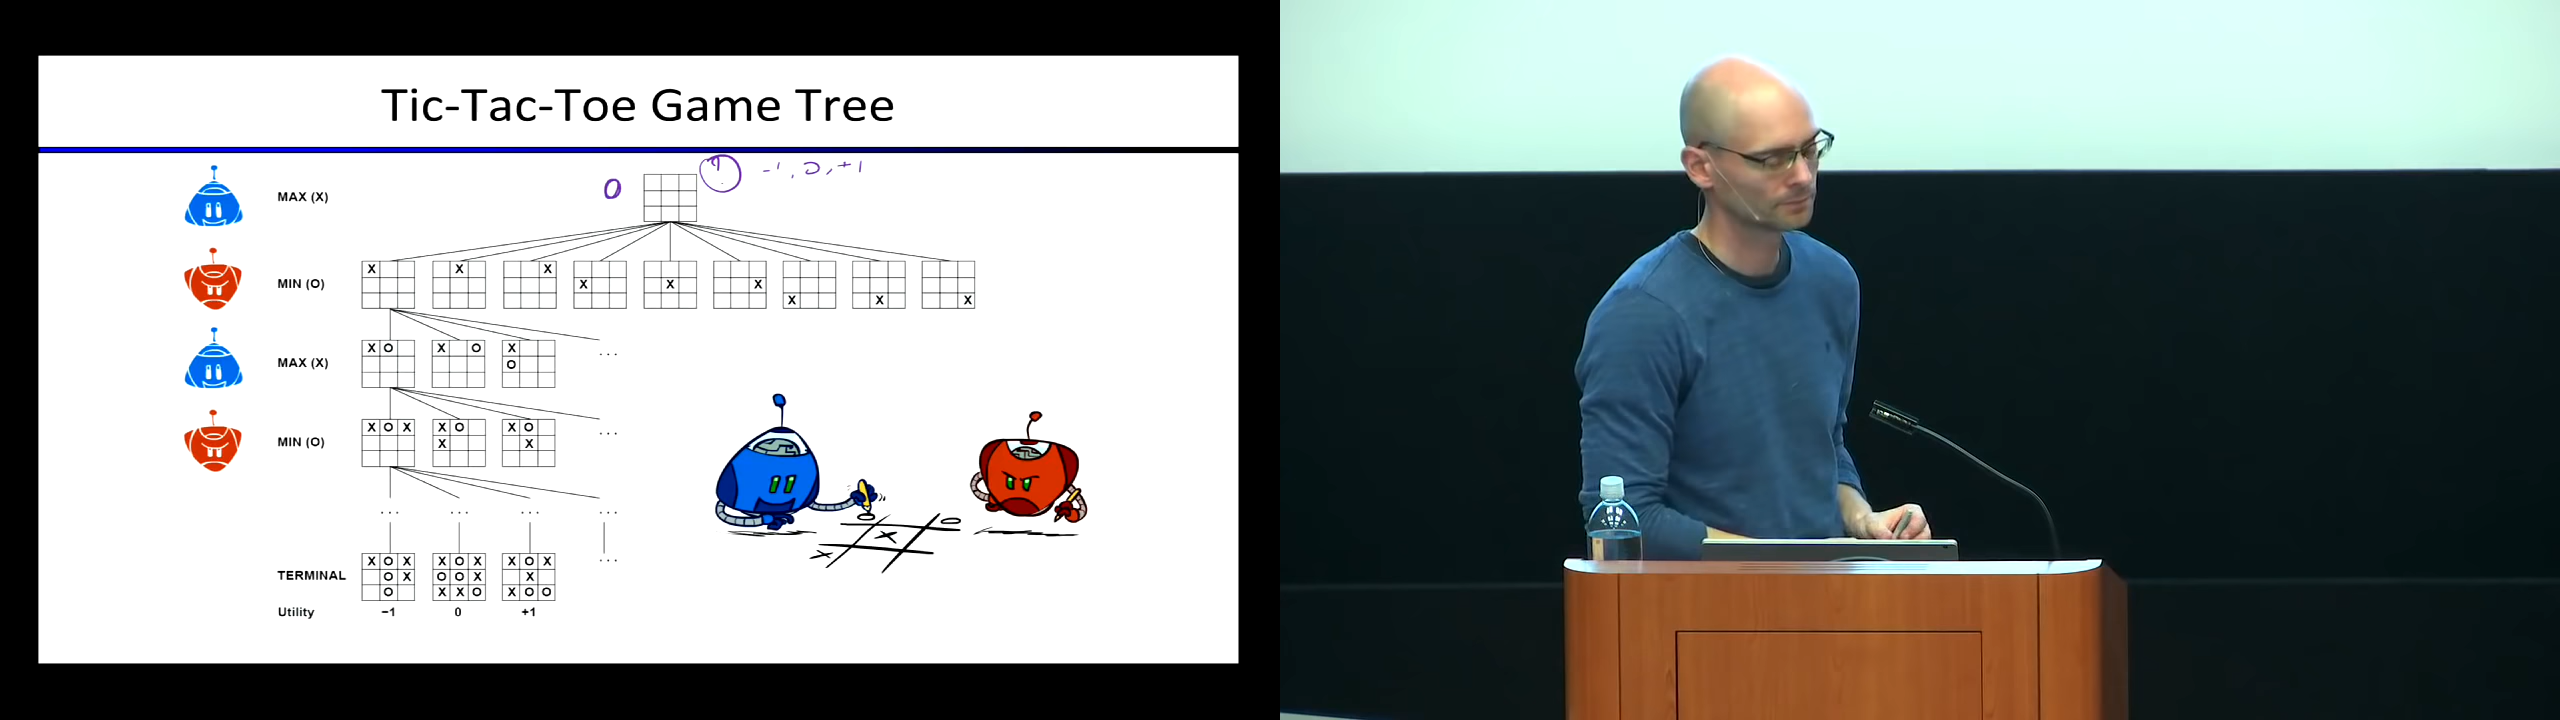 Tic-Tac-Toe Game Tree
0 ? -1, 0, +1
MAX (X)
MIN (O)
X X X X X X X X X
MAX (X)
X O X O X
O
...
MIN (O)
X O X X O X O
X X
...
... ... ... ...
TERMINAL
X O X X O X X O X
O X O O X X
O X X O X O O
Utility
−1 0 +1